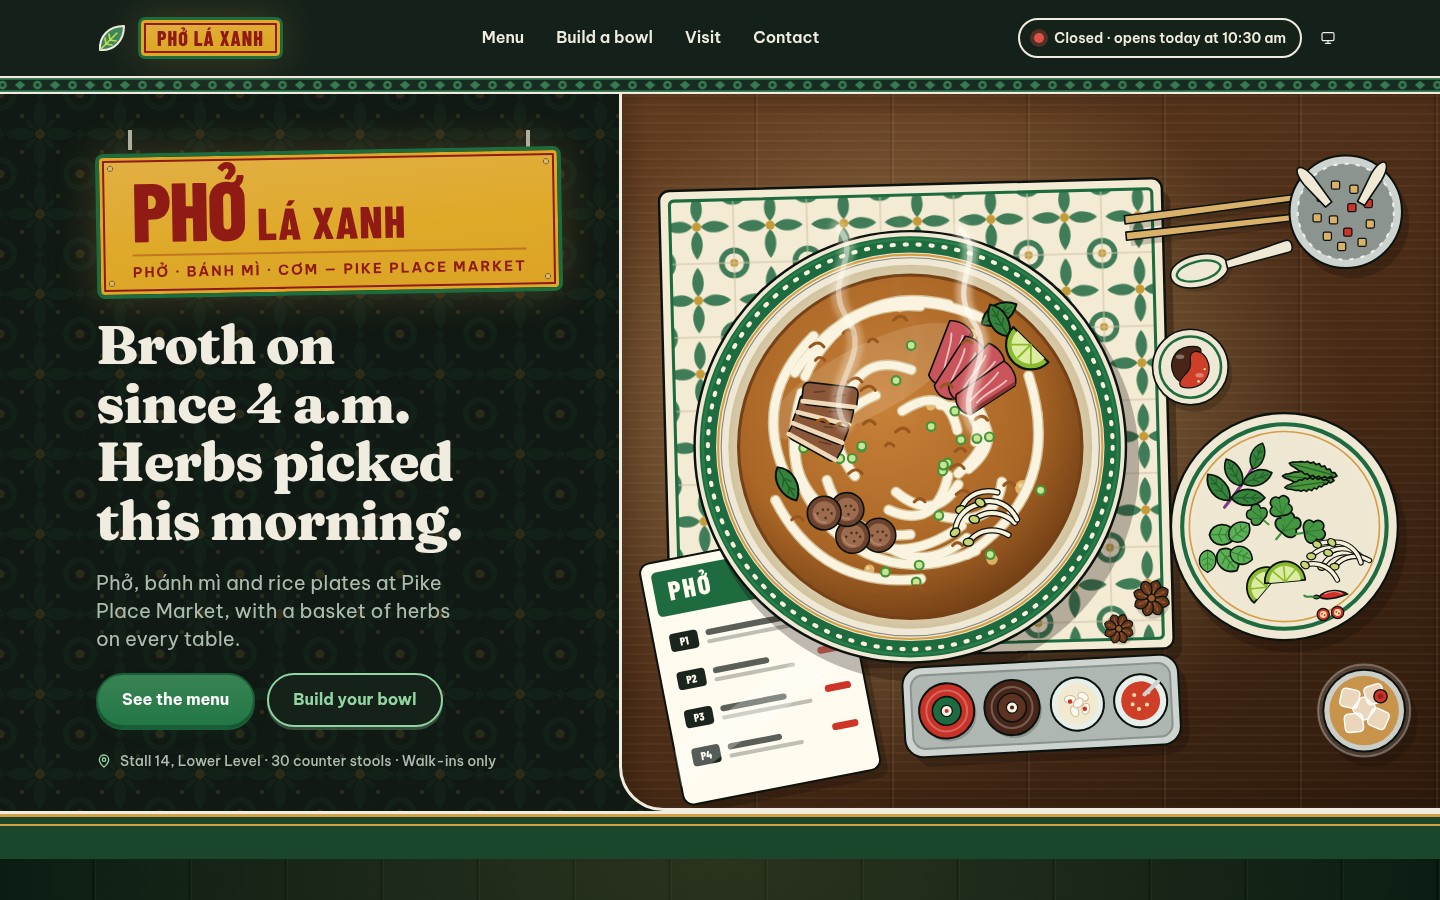 PHỞ LÁ XANH
Menu
Build a bowl
Visit
Contact
Closed · opens today at 10:30 am
PHỞ LÁ XANH
PHỞ · BÁNH MÌ · CƠM – PIKE PLACE MARKET
Broth on
since 4 a.m.
Herbs picked
this morning.
Phở, bánh mì and rice plates at Pike
Place Market, with a basket of herbs
on every table.
See the menu
Build your bowl
Stall 14, Lower Level · 30 counter stools · Walk-ins only
PHỞ
P1
P2
P3
P4